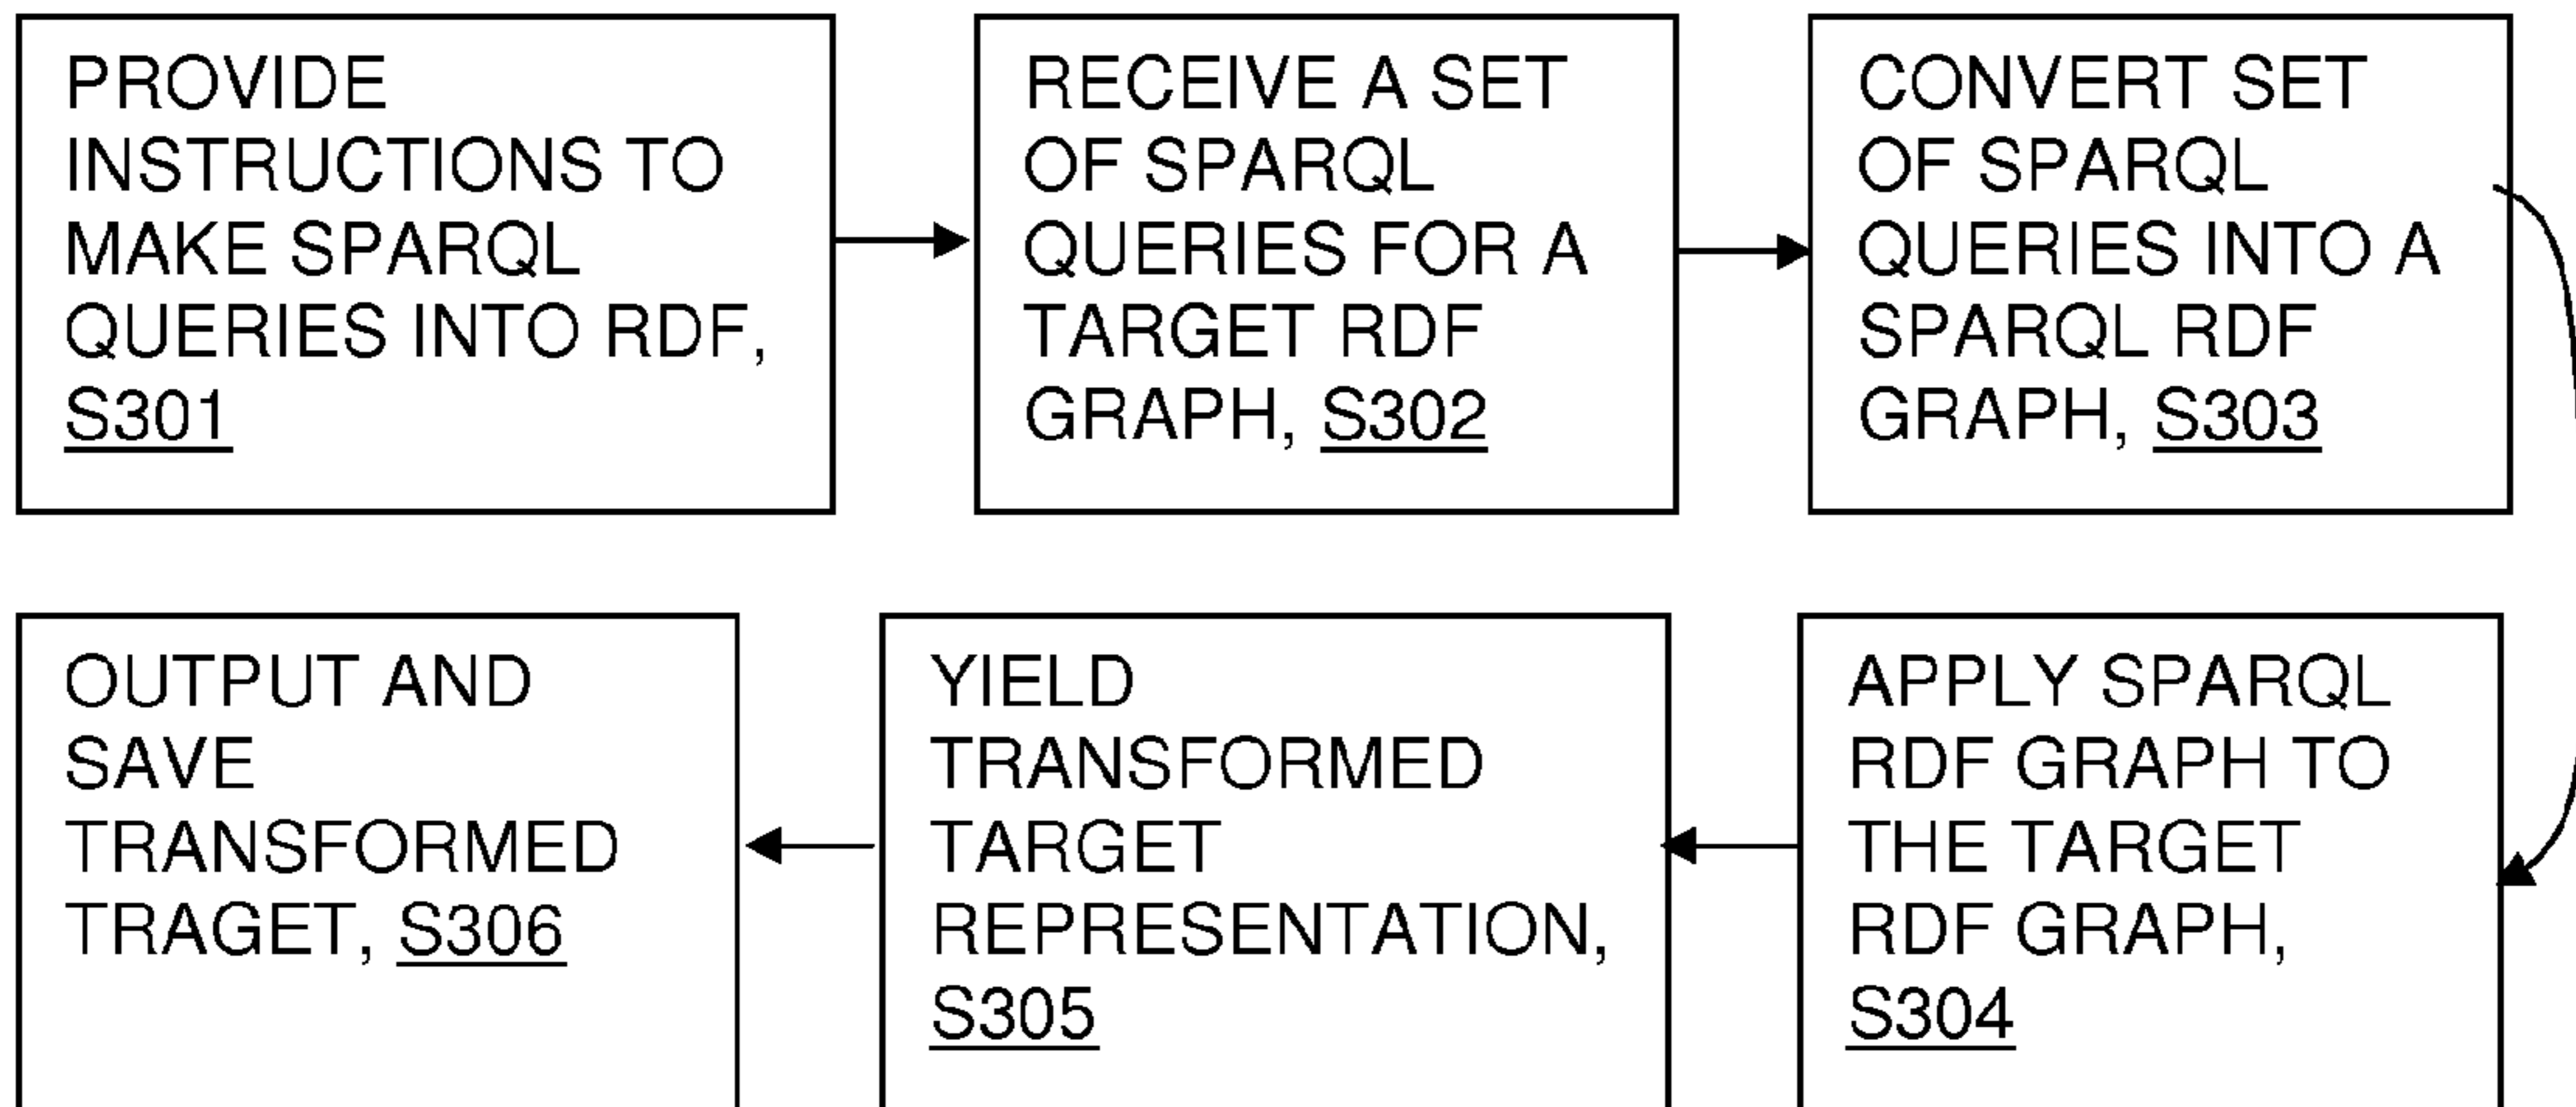 PROVIDE
INSTRUCTIONS TO
MAKE SPARQL
QUERIES INTO RDF,
S301
RECEIVE A SET
OF SPARQL
QUERIES FOR A
TARGET RDF
GRAPH, S302
CONVERT SET
OF SPARQL
QUERIES INTO A
SPARQL RDF
GRAPH, S303
APPLY SPARQL
RDF GRAPH TO
THE TARGET
RDF GRAPH,
S304
YIELD
TRANSFORMED
TARGET
REPRESENTATION,
S305
OUTPUT AND
SAVE
TRANSFORMED
TRAGET, S306